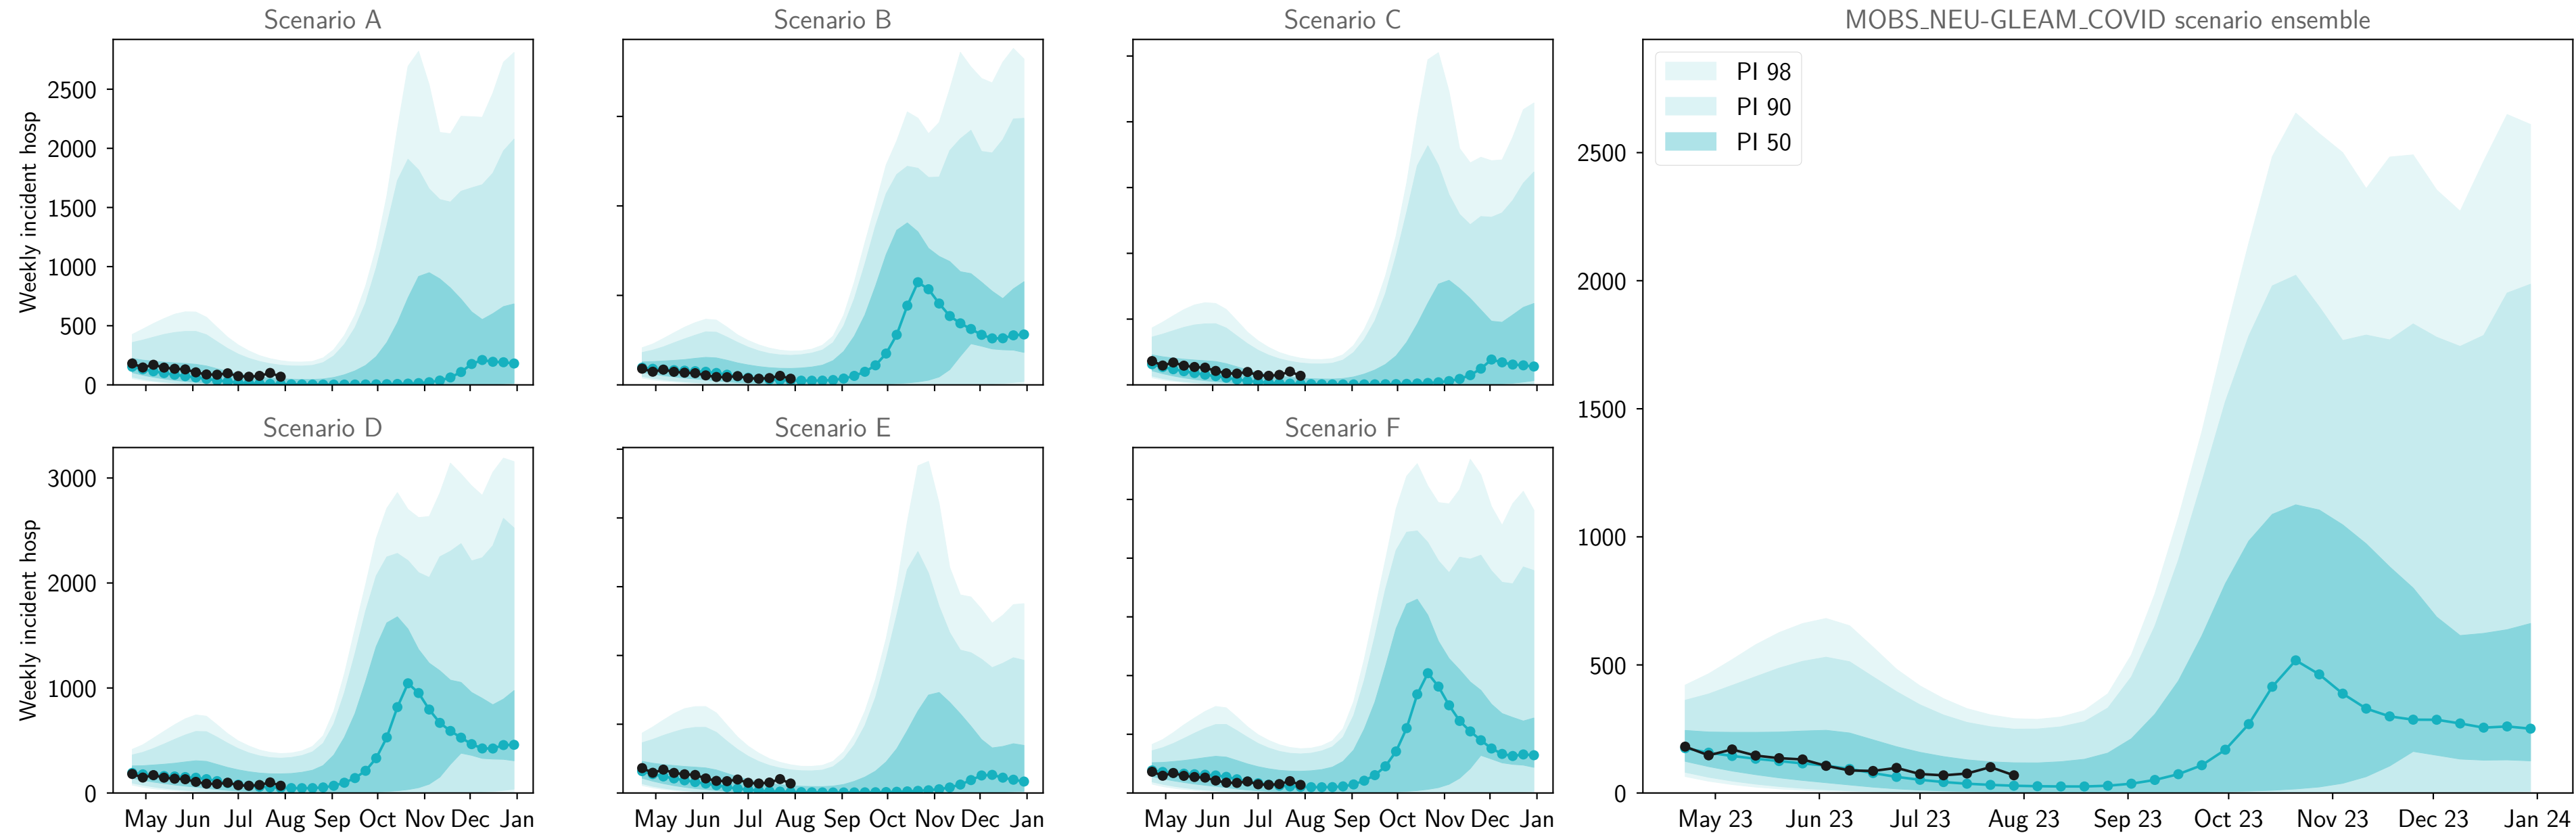 Scenario A
Scenario B
Scenario C
MOBS_NEU-GLEAM_COVID scenario ensemble
Weekly incident hosp
2500
2000
1500
1000
500
0
PI 98
PI 90
PI 50
2500
2000
1500
1000
500
0
Scenario D
Scenario E
Scenario F
Weekly incident hosp
3000
2000
1000
0
May Jun Jul Aug Sep Oct Nov Dec Jan
May Jun Jul Aug Sep Oct Nov Dec Jan
May Jun Jul Aug Sep Oct Nov Dec Jan
May 23 Jun 23 Jul 23 Aug 23 Sep 23 Oct 23 Nov 23 Dec 23 Jan 24